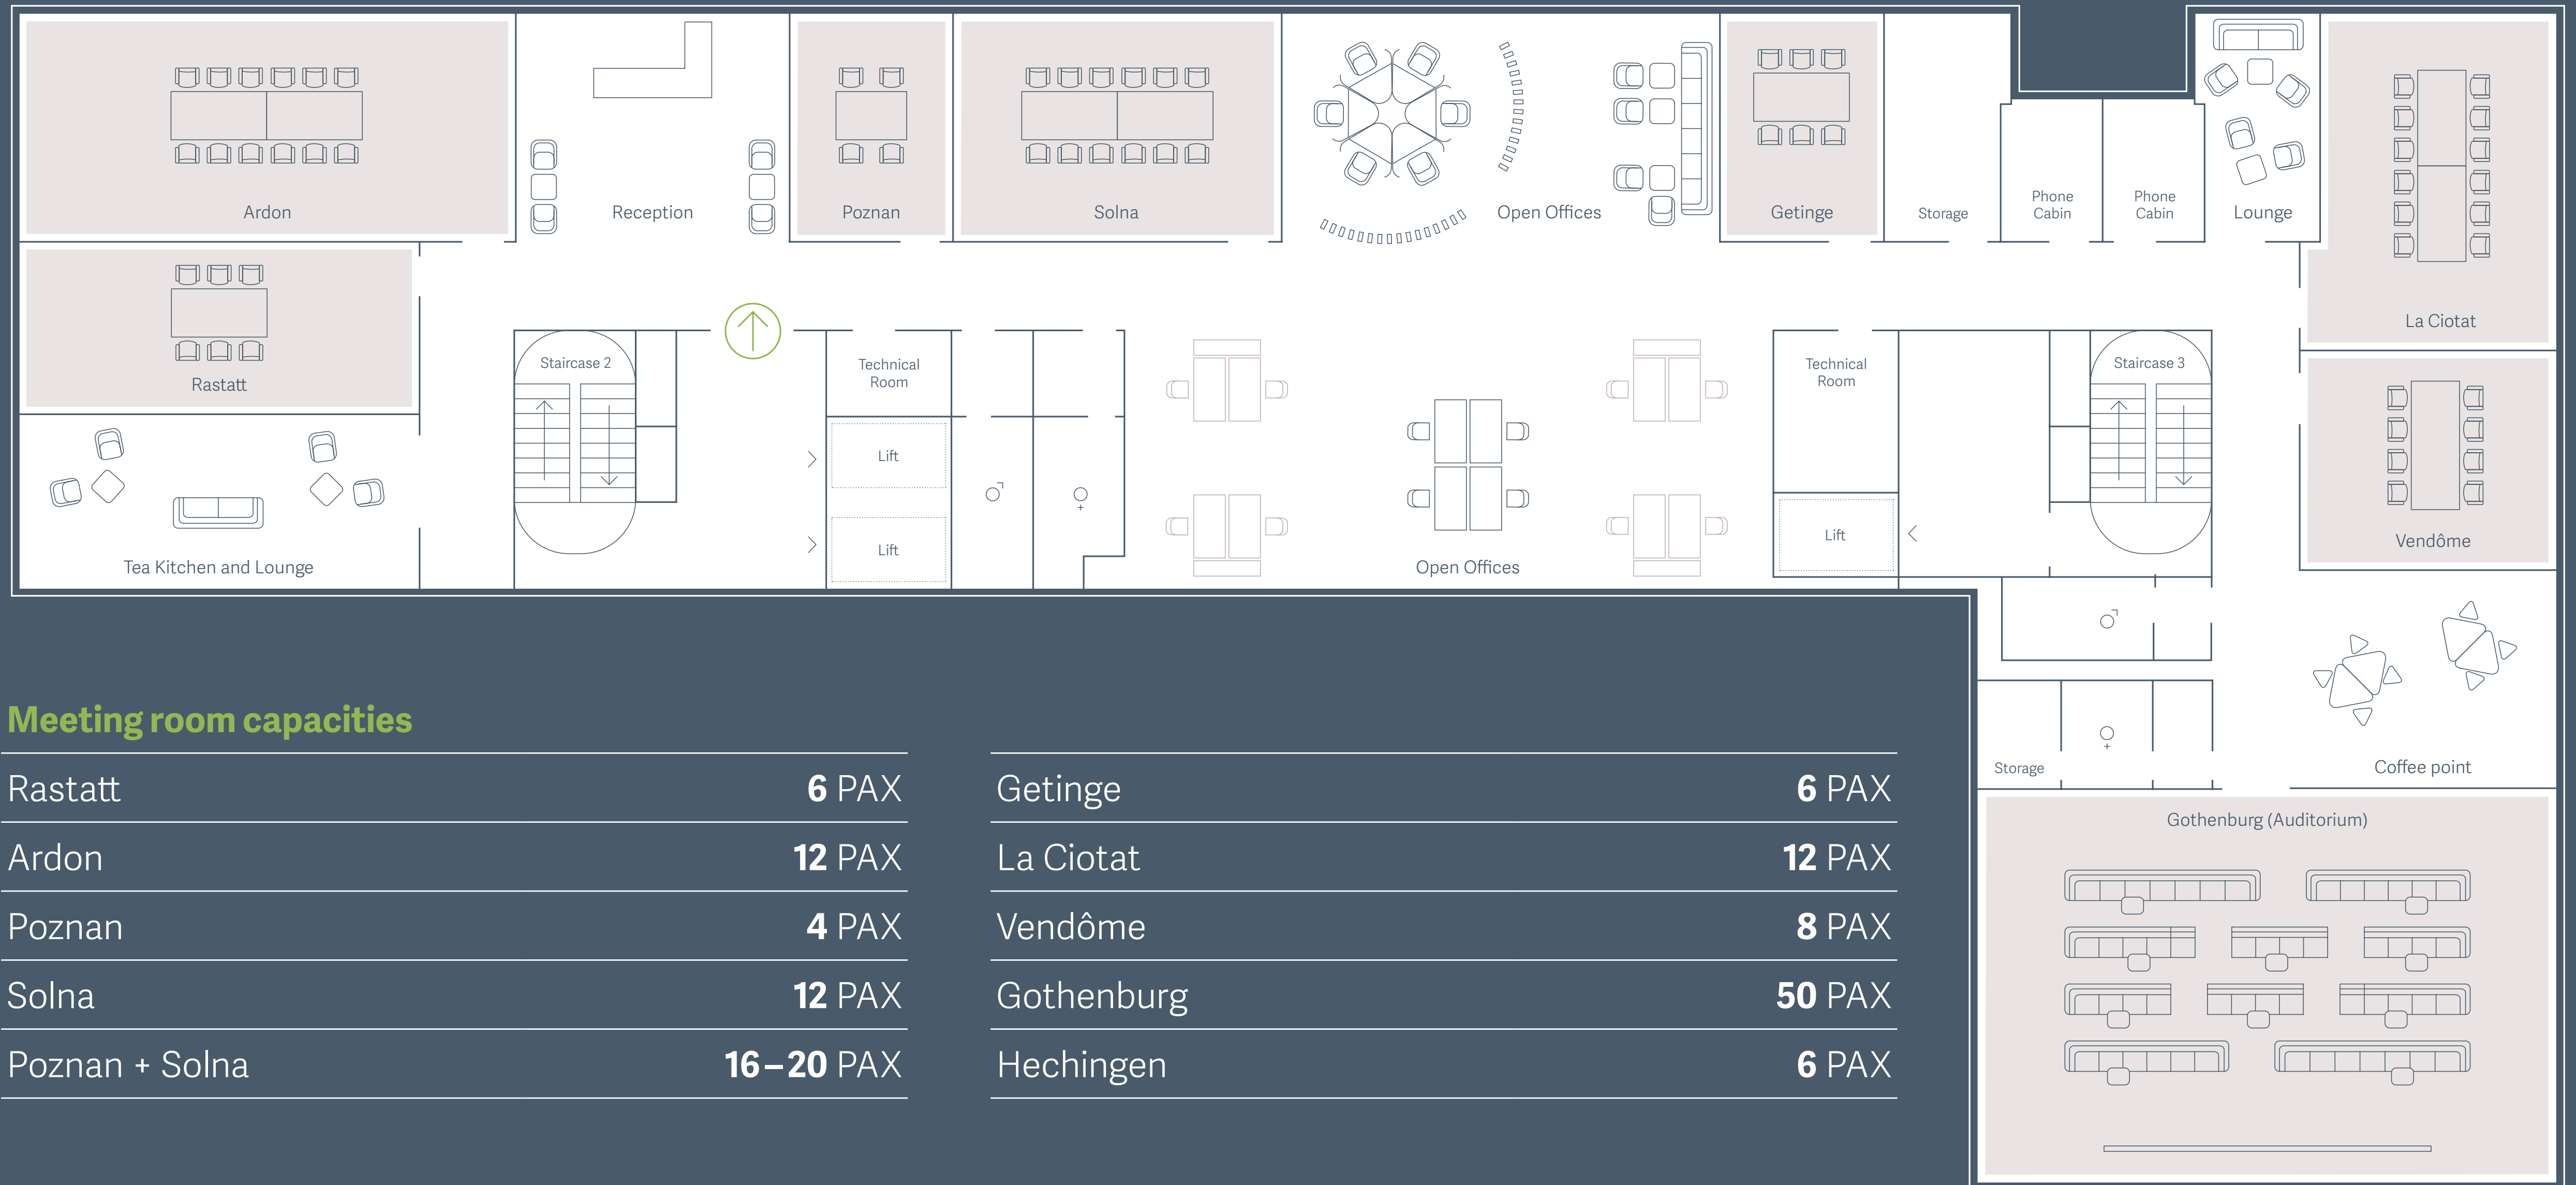 Ardon
Reception
Poznan
Solna
Open Offices
Getinge
Storage
Phone
Cabin
Phone
Cabin
Lounge
La Ciotat
Rastatt
Staircase 2
Technical
Room
Technical
Room
Staircase 3
Lift
Lift
Lift
Vendôme
Tea Kitchen and Lounge
Open Offices
Storage
Coffee point
Gothenburg (Auditorium)
Meeting room capacities
Rastatt 6 PAX
Ardon 12 PAX
Poznan 4 PAX
Solna 12 PAX
Poznan + Solna 16–20 PAX
Getinge 6 PAX
La Ciotat 12 PAX
Vendôme 8 PAX
Gothenburg 50 PAX
Hechingen 6 PAX